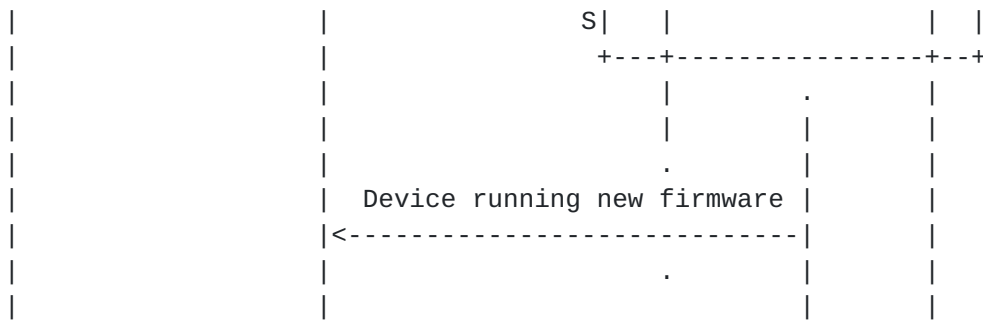 |                   |                S|   |                |  |
|                   |                 +---+----------------+--+
|                   |                     |        .       |
|                   |                     |        |       |
|                   |                     .        |       |
|                   |  Device running new firmware |       |
|                   |<-----------------------------|       |
|                   |                     .        |       |
|                   |                              |       |